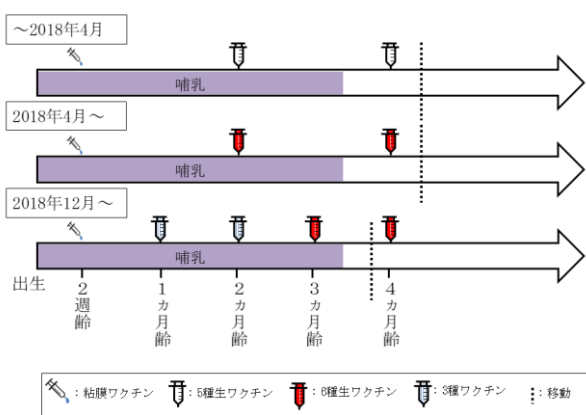 ～2018年4月
哺乳
2018年4月～
哺乳
2018年12月～
哺乳
出生
2週齢
1カ月齢
2カ月齢
3カ月齢
4カ月齢
：粘膜ワクチン ：5種生ワクチン ：6種生ワクチン ：3種ワクチン ：移動